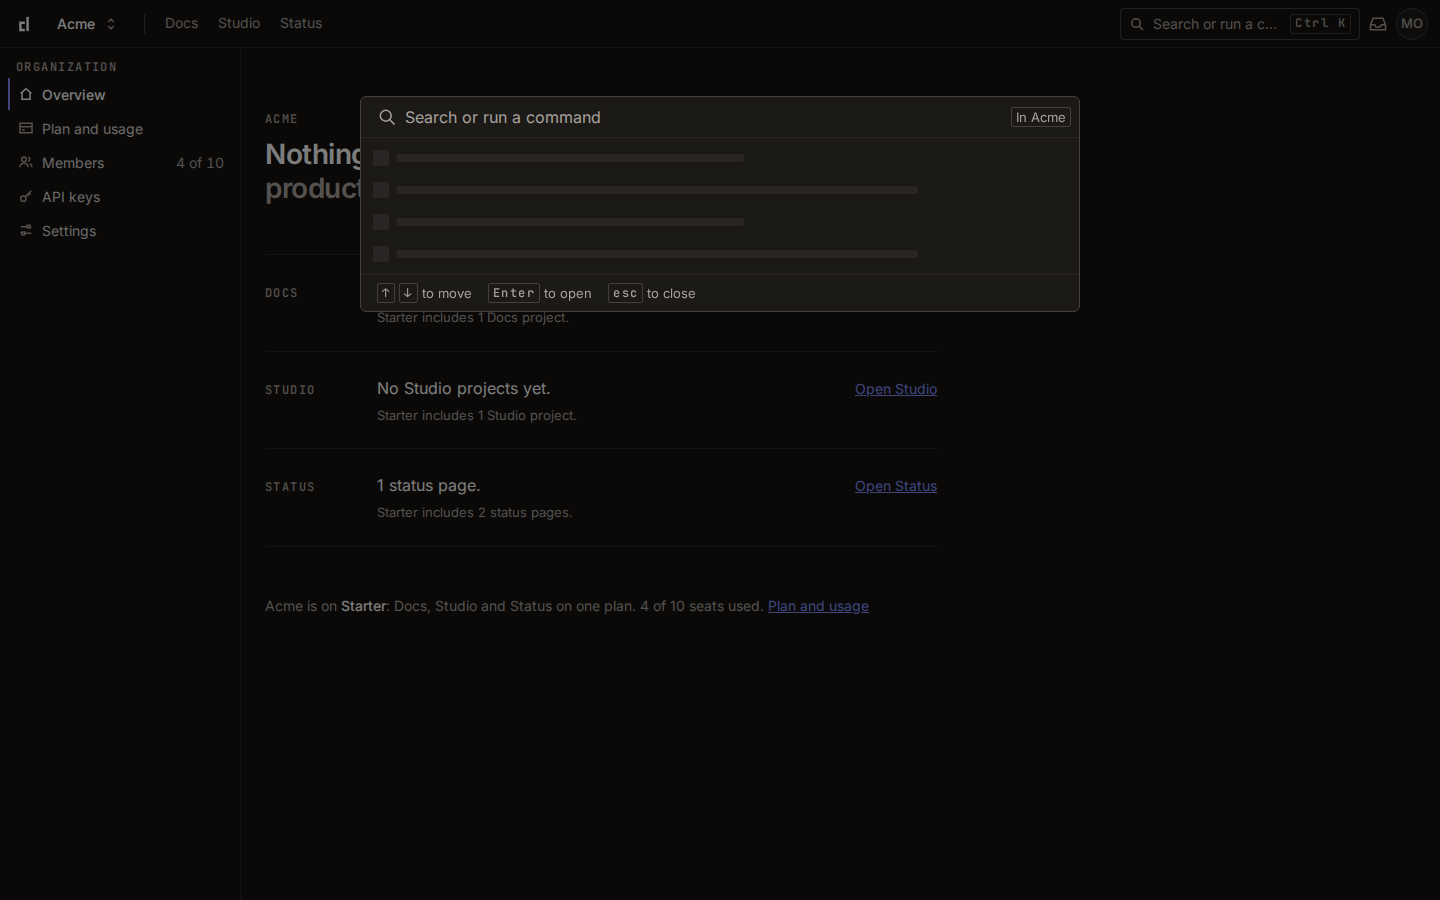 Acme
Docs
Studio
Status
Search or run a c...
Ctrl K
MO
ORGANIZATION
Overview
Plan and usage
Members
4 of 10
API keys
Settings
Search or run a command
In Acme
↑ ↓ to move
Enter to open
esc to close
ACME
Nothing
product
DOCS
Starter includes 1 Docs project.
STUDIO
No Studio projects yet.
Open Studio
Starter includes 1 Studio project.
STATUS
1 status page.
Open Status
Starter includes 2 status pages.
Acme is on Starter: Docs, Studio and Status on one plan. 4 of 10 seats used. Plan and usage